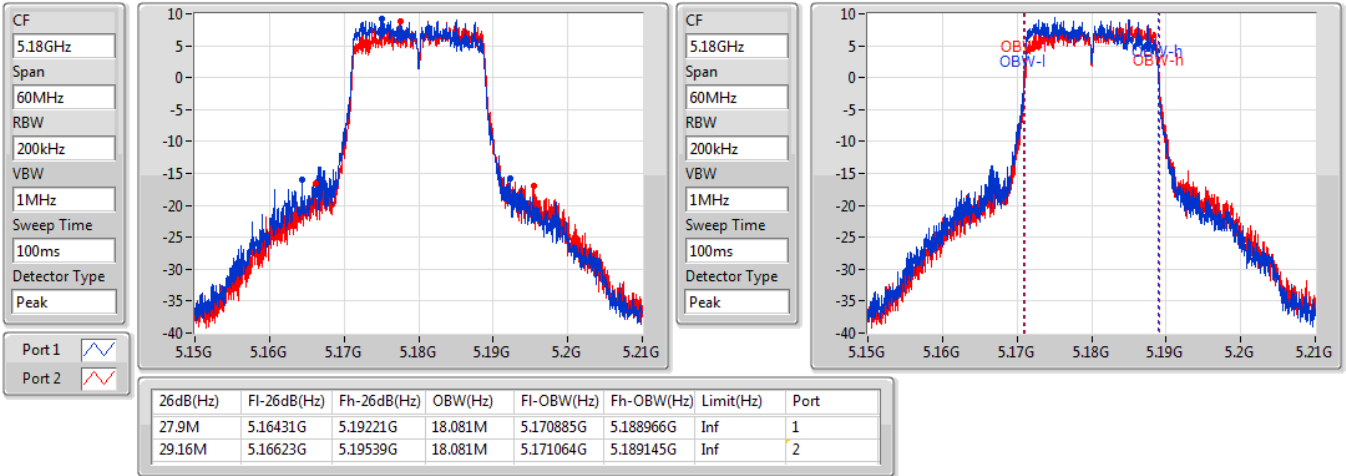 CF
5.18GHz
Span
60MHz
RBW
200kHz
VBW
1MHz
Sweep Time
100ms
Detector Type
Peak
Port 1
Port 2
10
5
0
-5
-10
-15
-20
-25
-30
-35
-40
5.15G 5.16G 5.17G 5.18G 5.19G 5.2G 5.21G
CF
5.18GHz
Span
60MHz
RBW
200kHz
VBW
1MHz
Sweep Time
100ms
Detector Type
Peak
10
5
0
-5
-10
-15
-20
-25
-30
-35
-40
OB
OBW-l
OBW-h
OBW-h
5.15G 5.16G 5.17G 5.18G 5.19G 5.2G 5.21G
26dB(Hz) Fl-26dB(Hz) Fh-26dB(Hz) OBW(Hz) Fl-OBW(Hz) Fh-OBW(Hz) Limit(Hz) Port
27.9M 5.16431G 5.19221G 18.081M 5.170885G 5.188966G Inf 1
29.16M 5.16623G 5.19539G 18.081M 5.171064G 5.189145G Inf 2